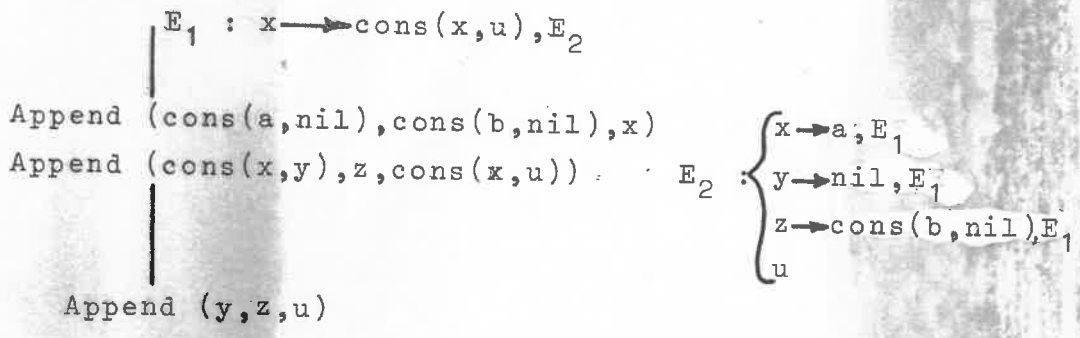 E₁ : x→cons(x,u),E₂
Append (cons(a,nil),cons(b,nil),x)
Append (cons(x,y),z,cons(x,u))
E₂ :
x→a,E₁
y→nil,E₁
z→cons(b,nil),E₁
u
Append (y,z,u)